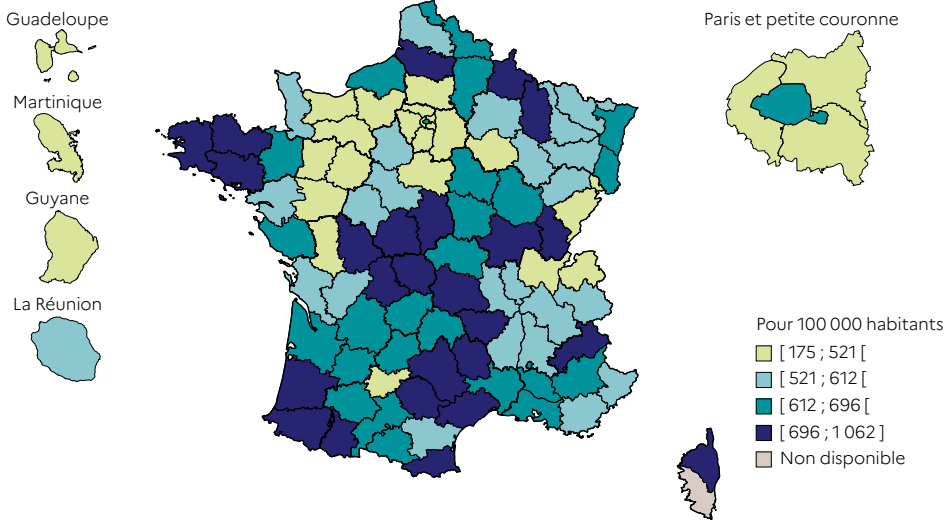 Guadeloupe
Martinique
Guyane
La Réunion
Paris et petite couronne
Pour 100 000 habitants
[ 175 ; 521 [
[ 521 ; 612 [
[ 612 ; 696 [
[ 696 ; 1 062 ]
Non disponible